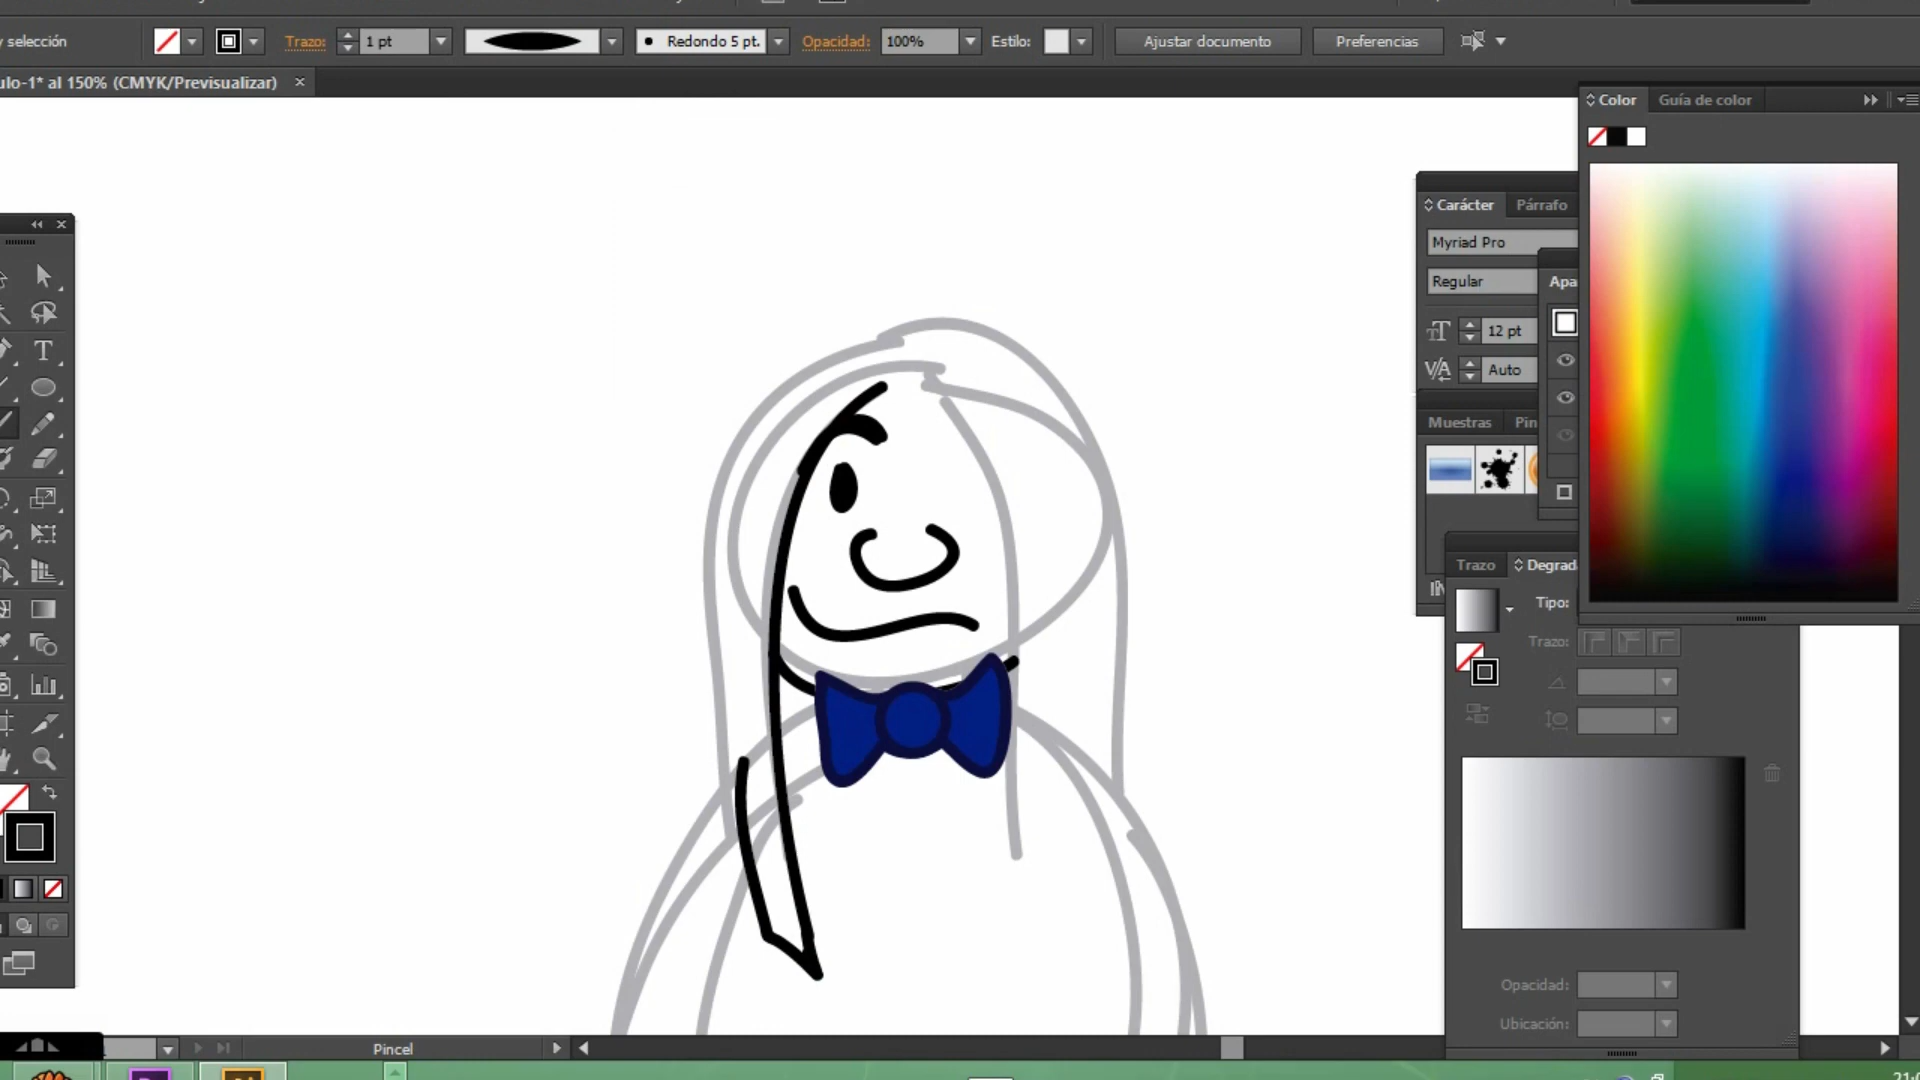 y selección
Trazo:
1 pt
Redondo 5 pt.
Opacidad:
100%
Estilo:
Ajustar documento
Preferencias
ulo-1* al 150% (CMYK/Previsualizar)
Color
Guía de color
Carácter
Párrafo
Myriad Pro
Regular
Apa
12 pt
Auto
Muestras
Pin
Trazo
Degrad
Tipo:
Trazo:
Opacidad:
Ubicación:
Pincel